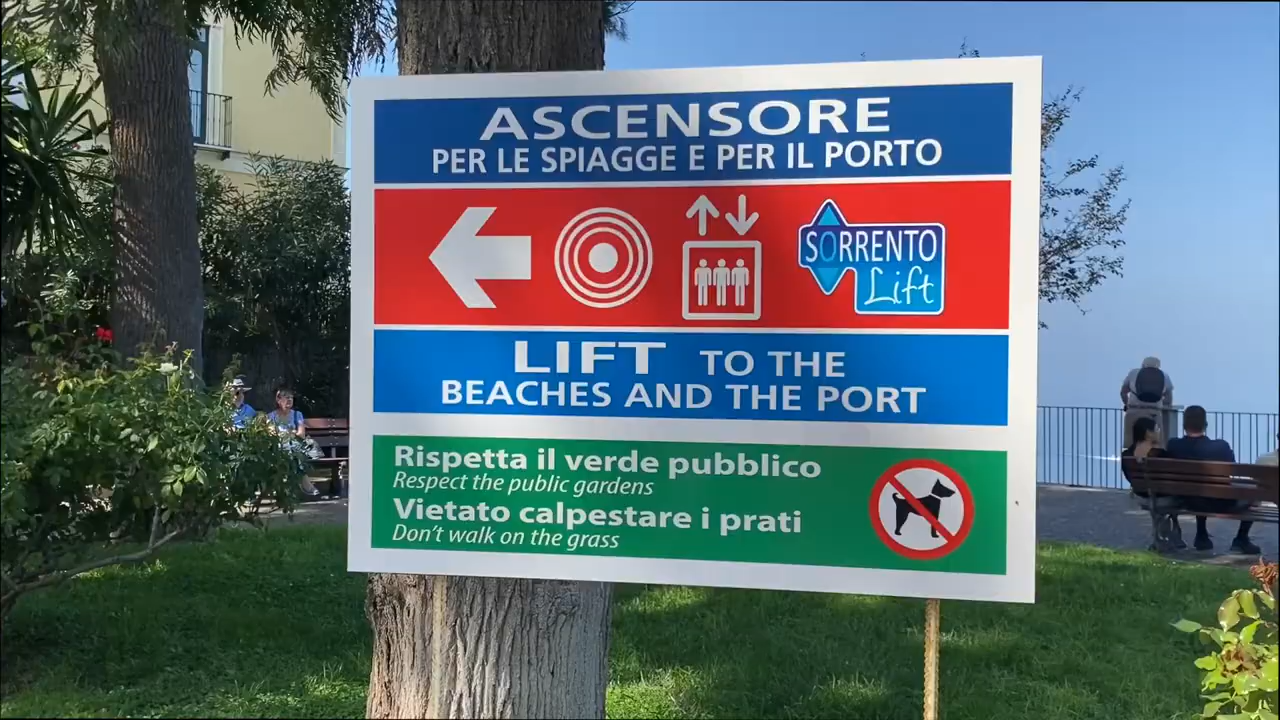 ASCENSORE
PER LE SPIAGGE E PER IL PORTO
SORRENTO
Lift
LIFT TO THE
BEACHES AND THE PORT
Rispetta il verde pubblico
Respect the public gardens
Vietato calpestare i prati
Don't walk on the grass